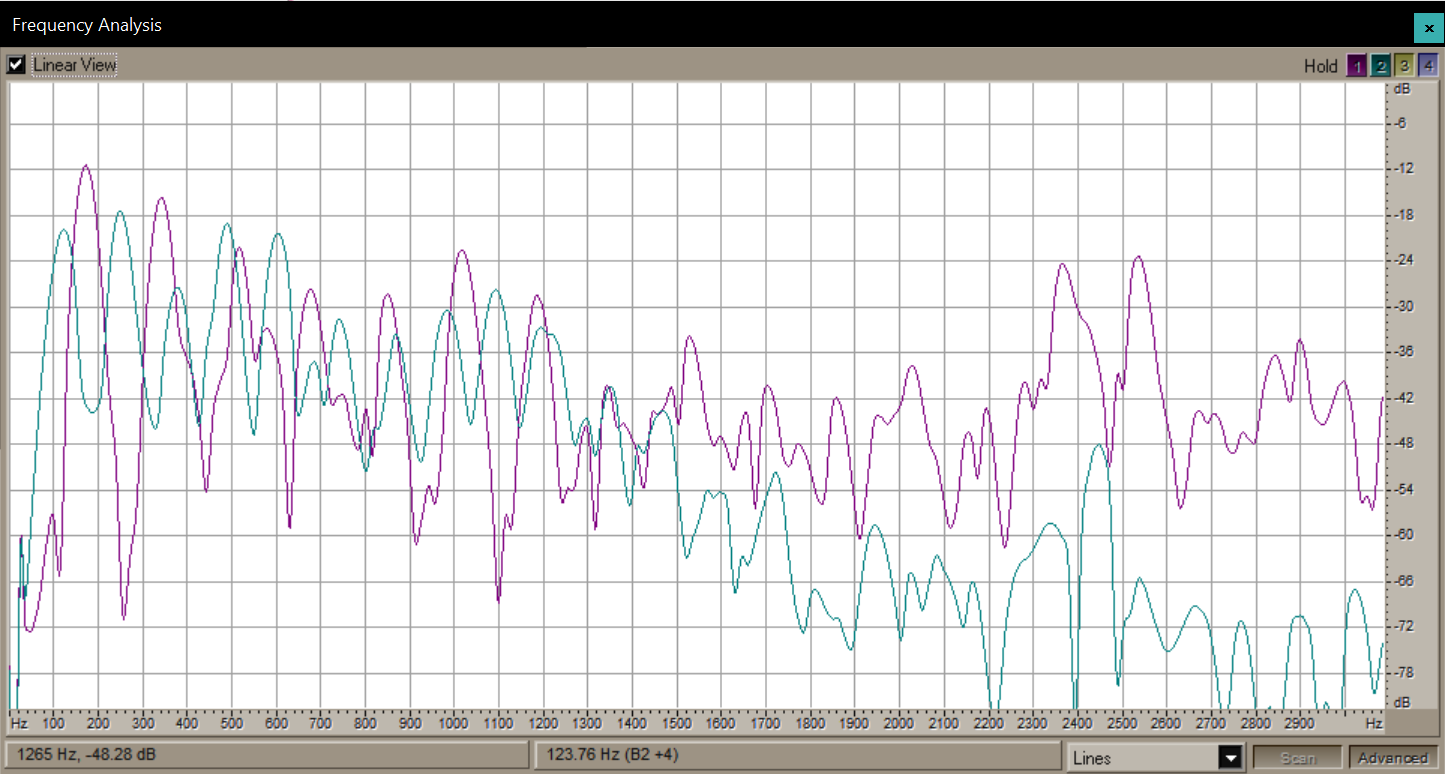 Frequency Analysis
Linear View
Hold 1 2 3 4
dB
-6
-12
-18
-24
-30
-36
-42
-48
-54
-60
-66
-72
-78
dB
Hz 100 200 300 400 500 600 700 800 900 1000 1100 1200 1300 1400 1500 1600 1700 1800 1900 2000 2100 2200 2300 2400 2500 2600 2700 2800 2900 Hz
1265 Hz, -48.28 dB 123.76 Hz (B2 +4) Lines Scan Advanced